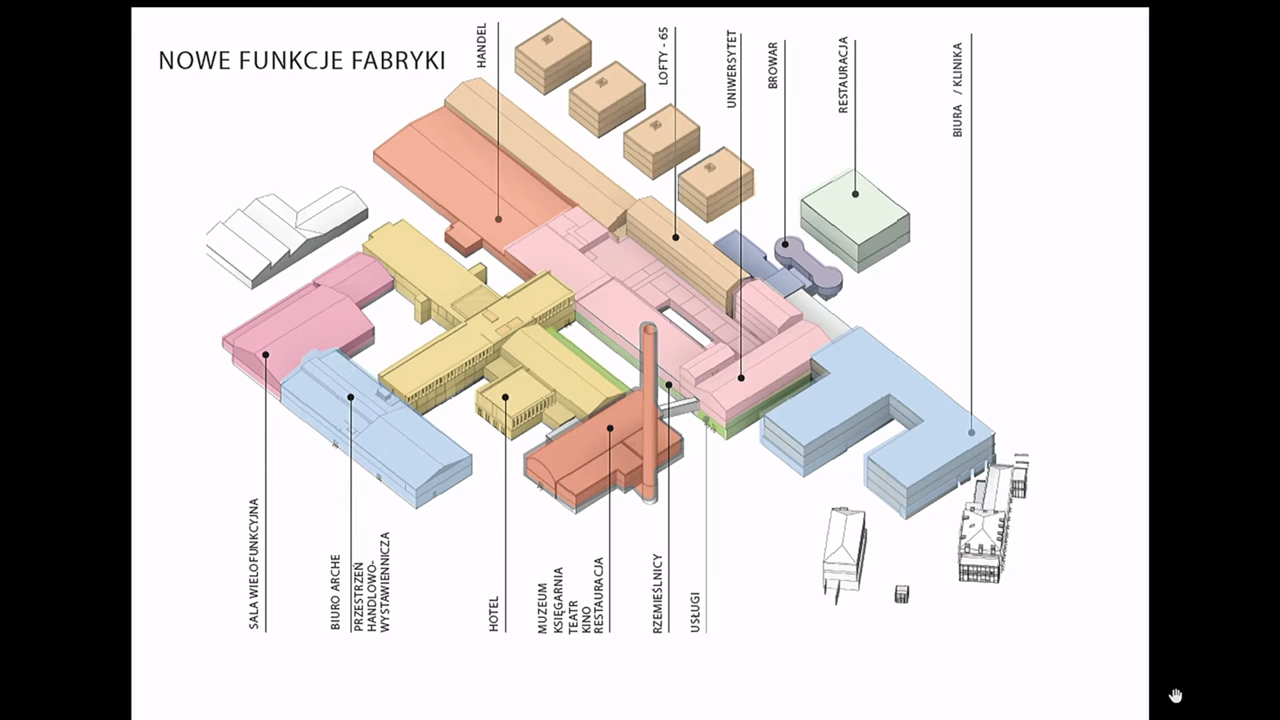 NOWE FUNKCJE FABRYKI
HANDEL
LOFTY - 65
UNIWERSYTET
BROWAR
RESTAURACJA
BIURA / KLINIKA
SALA WIELOFUNKCYJNA
BIURO ARCHE
PRZESTRZEŃ
HANDLOWO-
WYSTAWIENNICZA
HOTEL
MUZEUM
KSIĘGARNIA
TEATR
KINO
RESTAURACJA
RZEMIEŚLNICY
USŁUGI